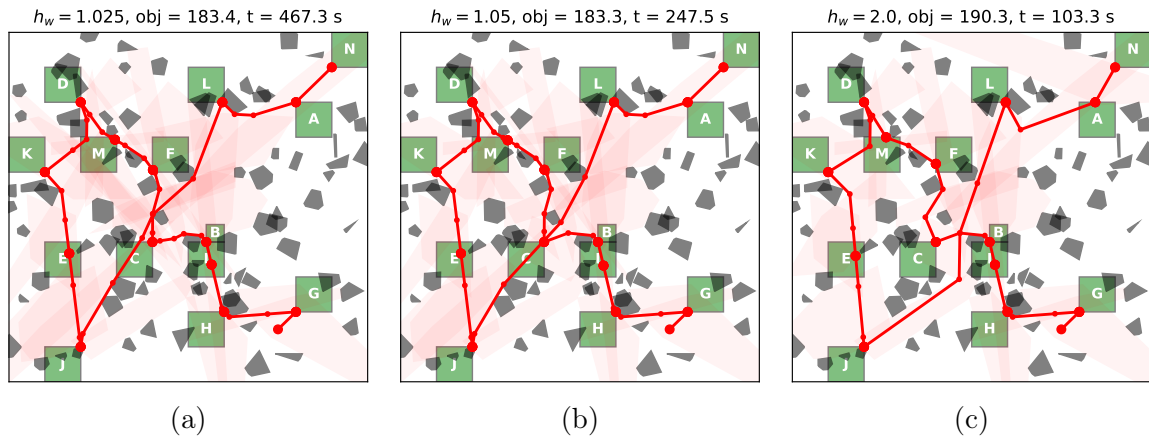 h_w = 1.025, obj = 183.4, t = 467.3 s
N
D
L
A
K
M
F
B
E
C
I
G
H
J
(a)
h_w = 1.05, obj = 183.3, t = 247.5 s
N
D
L
A
K
M
F
B
E
C
I
G
H
J
(b)
h_w = 2.0, obj = 190.3, t = 103.3 s
N
D
L
A
K
M
F
B
E
C
I
G
H
J
(c)